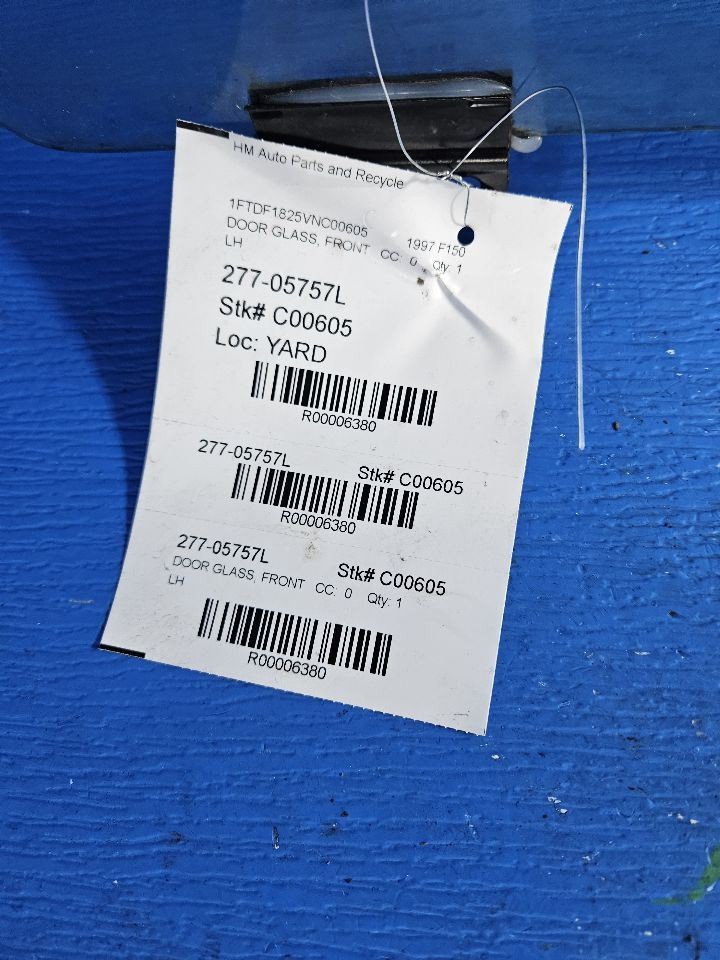 HM Auto Parts and Recycle
1FTDF1825VNC00605 1997 F150
DOOR GLASS, FRONT CC: 0 Qty: 1
LH
277-05757L
Stk# C00605
Loc: YARD
R00006380
277-05757L Stk# C00605
R00006380
277-05757L Stk# C00605
DOOR GLASS, FRONT CC: 0 Qty: 1
LH
R00006380